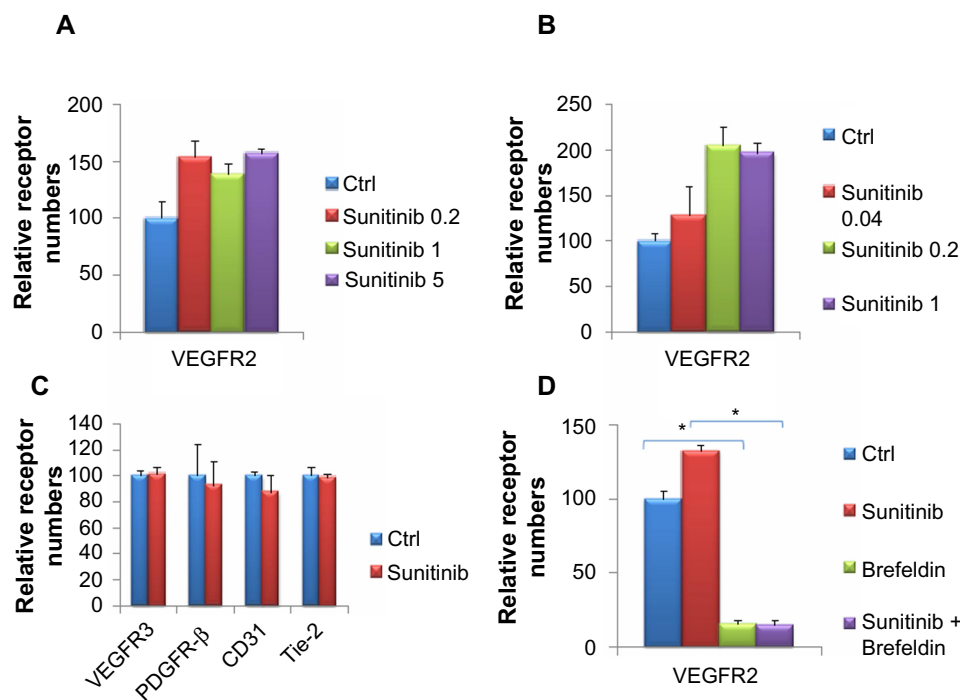 A
Relative receptor
numbers
200
150
100
50
0
VEGFR2
Ctrl
Sunitinib 0.2
Sunitinib 1
Sunitinib 5
B
Relative receptor
numbers
250
200
150
100
50
0
VEGFR2
Ctrl
Sunitinib
0.04
Sunitinib 0.2
Sunitinib 1
C
Relative receptor
numbers
140
120
100
80
60
40
20
0
VEGFR3
PDGFR-β
CD31
Tie-2
Ctrl
Sunitinib
D
Relative receptor
numbers
150
100
50
0
*
*
VEGFR2
Ctrl
Sunitinib
Brefeldin
Sunitinib +
Brefeldin